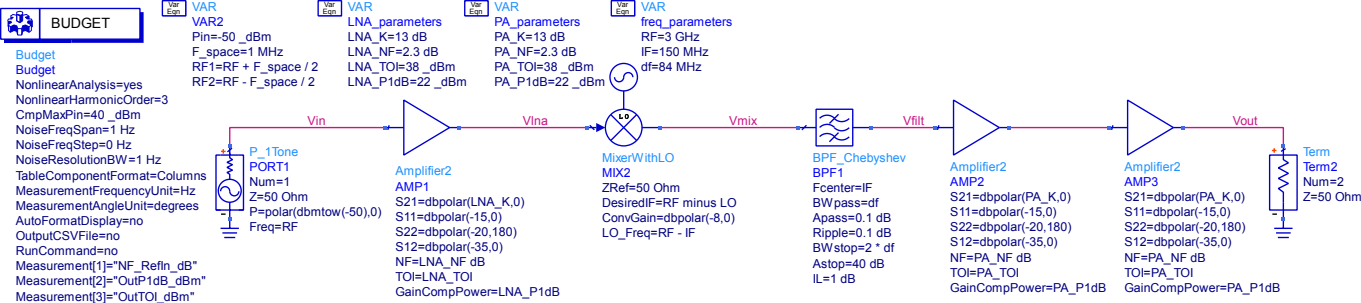 BUDGET
Budget
Budget
NonlinearAnalysis=yes
NonlinearHarmonicOrder=3
CmpMaxPin=40 _dBm
NoiseFreqSpan=1 Hz
NoiseFreqStep=0 Hz
NoiseResolutionBW=1 Hz
TableComponentFormat=Columns
MeasurementFrequencyUnit=Hz
MeasurementAngleUnit=degrees
AutoFormatDisplay=no
OutputCSVFile=no
RunCommand=no
Measurement[1]="NF_RefIn_dB"
Measurement[2]="OutP1dB_dBm"
Measurement[3]="OutTOI_dBm"
Var
Eqn
VAR
VAR2
Pin=-50 _dBm
F_space=1 MHz
RF1=RF + F_space / 2
RF2=RF - F_space / 2
Var
Eqn
VAR
LNA_parameters
LNA_K=13 dB
LNA_NF=2.3 dB
LNA_TOI=38 _dBm
LNA_P1dB=22 _dBm
Var
Eqn
VAR
PA_parameters
PA_K=13 dB
PA_NF=2.3 dB
PA_TOI=38 _dBm
PA_P1dB=22 _dBm
Var
Eqn
VAR
freq_parameters
RF=3 GHz
IF=150 MHz
df=84 MHz
Vin
Vlna
LO
Vmix
Vfilt
Vout
P_1Tone
PORT1
Num=1
Z=50 Ohm
P=polar(dbmtow(-50),0)
Freq=RF
Amplifier2
AMP1
S21=dbpolar(LNA_K,0)
S11=dbpolar(-15,0)
S22=dbpolar(-20,180)
S12=dbpolar(-35,0)
NF=LNA_NF dB
TOI=LNA_TOI
GainCompPower=LNA_P1dB
MixerWithLO
MIX2
ZRef=50 Ohm
DesiredIF=RF minus LO
ConvGain=dbpolar(-8,0)
LO_Freq=RF - IF
BPF_Chebyshev
BPF1
Fcenter=IF
BWpass=df
Apass=0.1 dB
Ripple=0.1 dB
BWstop=2 * df
Astop=40 dB
IL=1 dB
Amplifier2
AMP2
S21=dbpolar(PA_K,0)
S11=dbpolar(-15,0)
S22=dbpolar(-20,180)
S12=dbpolar(-35,0)
NF=PA_NF dB
TOI=PA_TOI
GainCompPower=PA_P1dB
Amplifier2
AMP3
S21=dbpolar(PA_K,0)
S11=dbpolar(-15,0)
S22=dbpolar(-20,180)
S12=dbpolar(-35,0)
NF=PA_NF dB
TOI=PA_TOI
GainCompPower=PA_P1dB
Term
Term2
Num=2
Z=50 Ohm